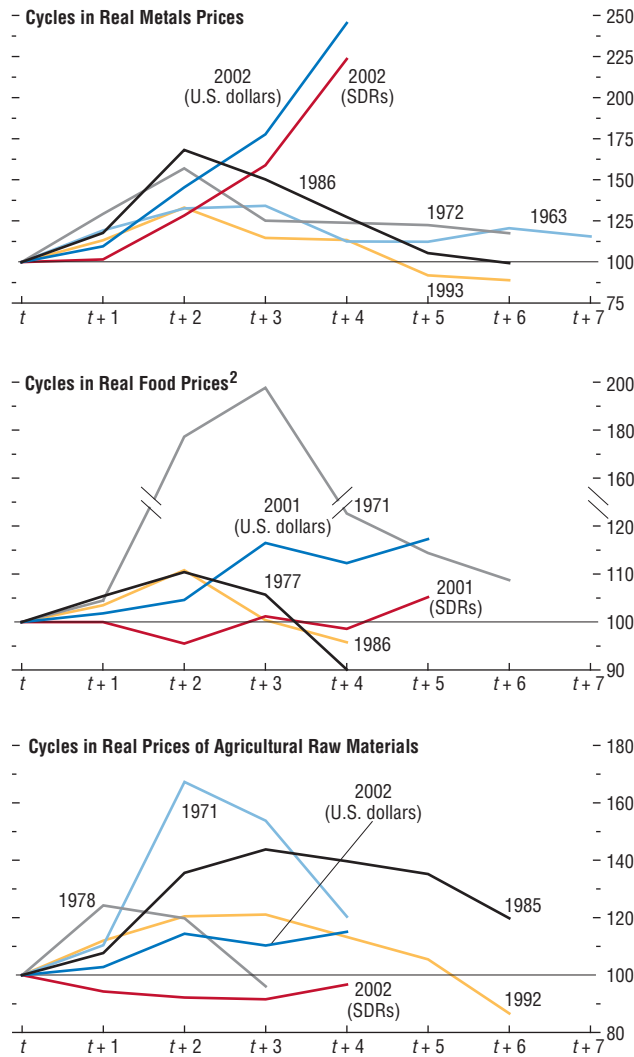 Cycles in Real Metals Prices
250
225
200
175
150
125
100
75
2002
(U.S. dollars)
2002
(SDRs)
1986
1972
1963
1993
t
t + 1
t + 2
t + 3
t + 4
t + 5
t + 6
t + 7
Cycles in Real Food Prices²
200
180
160
120
110
100
90
1971
2001
(U.S. dollars)
1977
2001
(SDRs)
1986
t
t + 1
t + 2
t + 3
t + 4
t + 5
t + 6
t + 7
Cycles in Real Prices of Agricultural Raw Materials
180
160
140
120
100
80
2002
(U.S. dollars)
1971
1978
1985
2002
(SDRs)
1992
t
t + 1
t + 2
t + 3
t + 4
t + 5
t + 6
t + 7